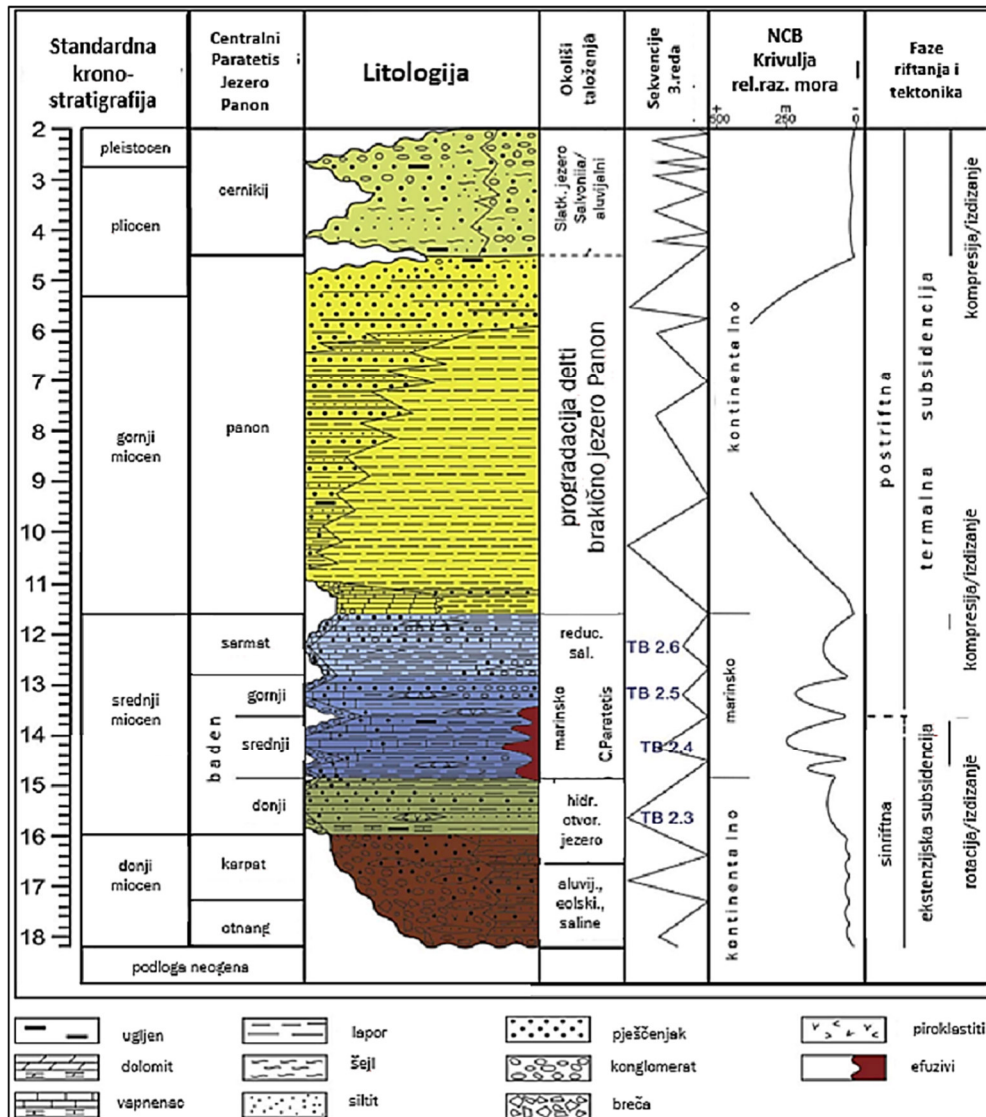 Standardna
krono-
stratigrafija
Centralni
Paratetis i
Jezero
Panon
Litologija
Okoliši
taloženja
Sekvencije
3.reda
NCB
Krivulja
rel.raz. mora
Faze
riftanja i
tektonika
+
500
m
250
-
0
2
3
4
5
6
7
8
9
10
11
12
13
14
15
16
17
18
pleistocen
pliocen
gornji
miocen
srednji
miocen
donji
miocen
podloga neogena
cernikij
panon
sarmat
gornji
srednji
donji
baden
karpat
otnang
Slatk. jezero
Salvonija/
aluvijalni
progradacija delti
brakično jezero Panon
reduc.
sal.
marinsko
C.Paratetis
hidr.
otvor.
jezero
aluvij.,
eolski.,
saline
TB 2.6
TB 2.5
TB 2.4
TB 2.3
kontinentalno
marinsko
kontinentalno
postriftna
sinriftna
termalna subsidencija
ekstenzijska subsidencija
kompresija/izdizanje
kompresija/izdizanje
rotacija/izdizanje
ugljen
lapor
pješčenjak
piroklastiti
dolomit
šejl
konglomerat
efuzivi
vapnenac
siltit
breča